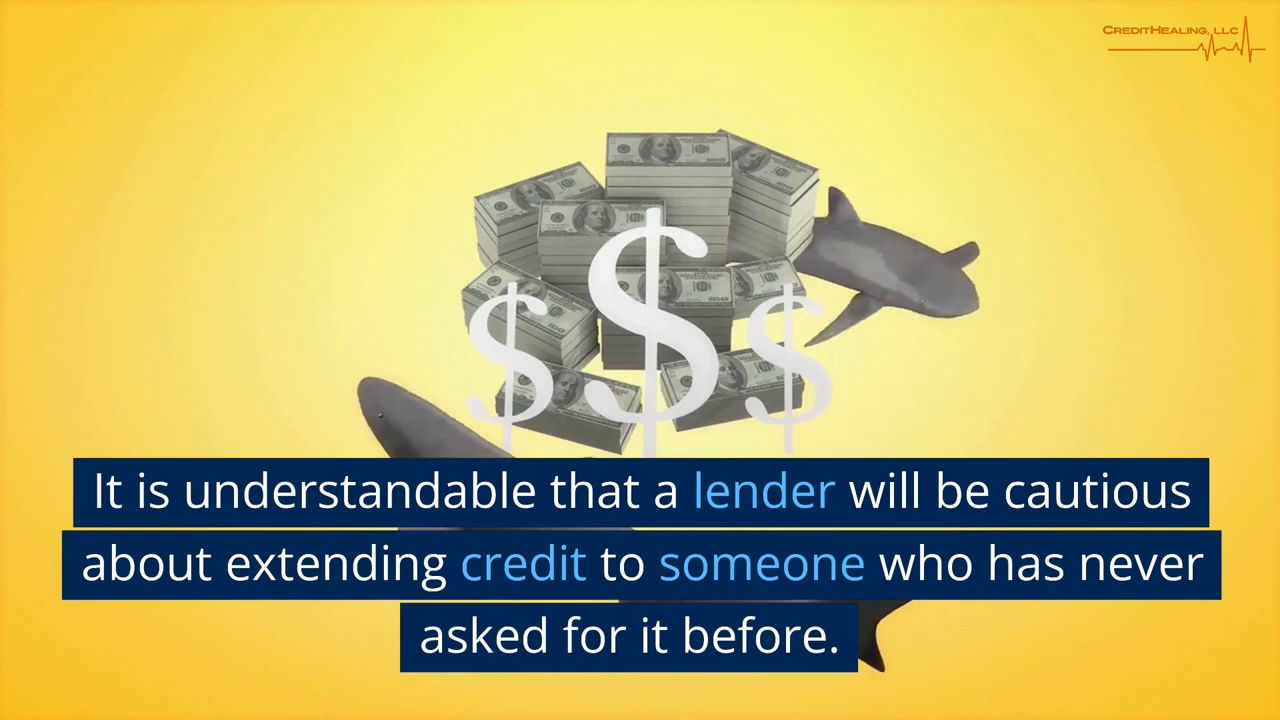 CREDITHEALING, LLC
$ $ $
It is understandable that a lender will be cautious
about extending credit to someone who has never
asked for it before.